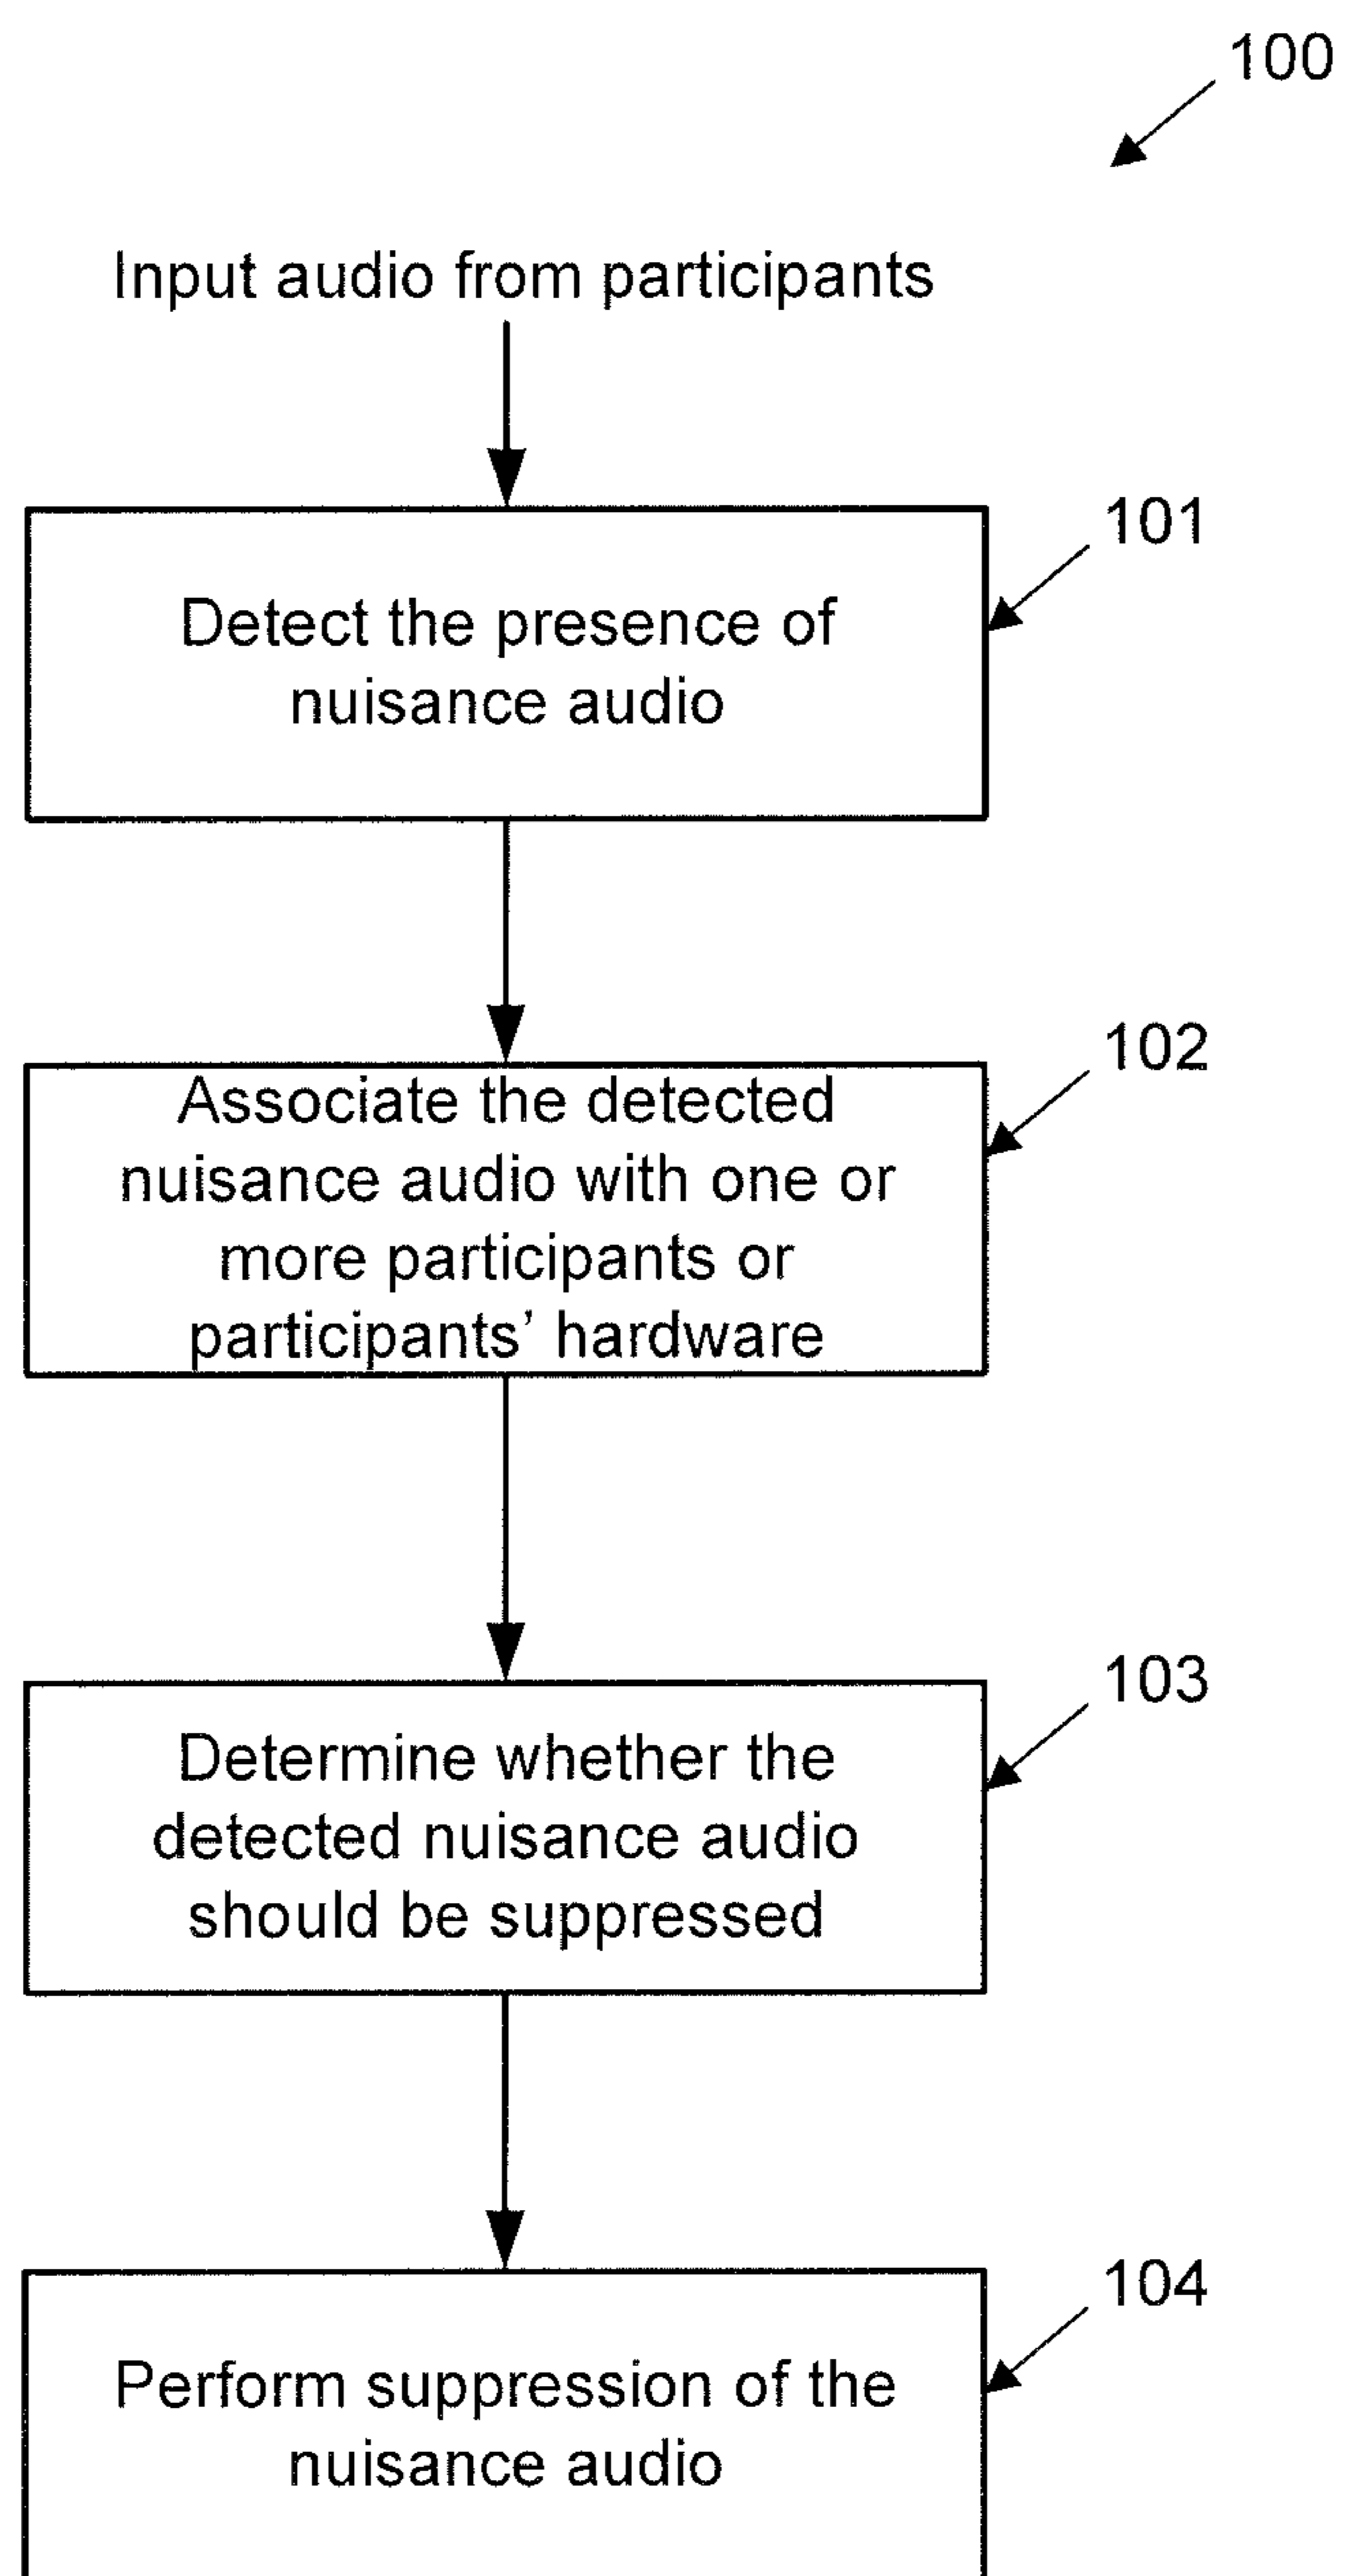 100
Input audio from participants
101
Detect the presence of
nuisance audio
102
Associate the detected
nuisance audio with one or
more participants or
participants’ hardware
103
Determine whether the
detected nuisance audio
should be suppressed
104
Perform suppression of the
nuisance audio